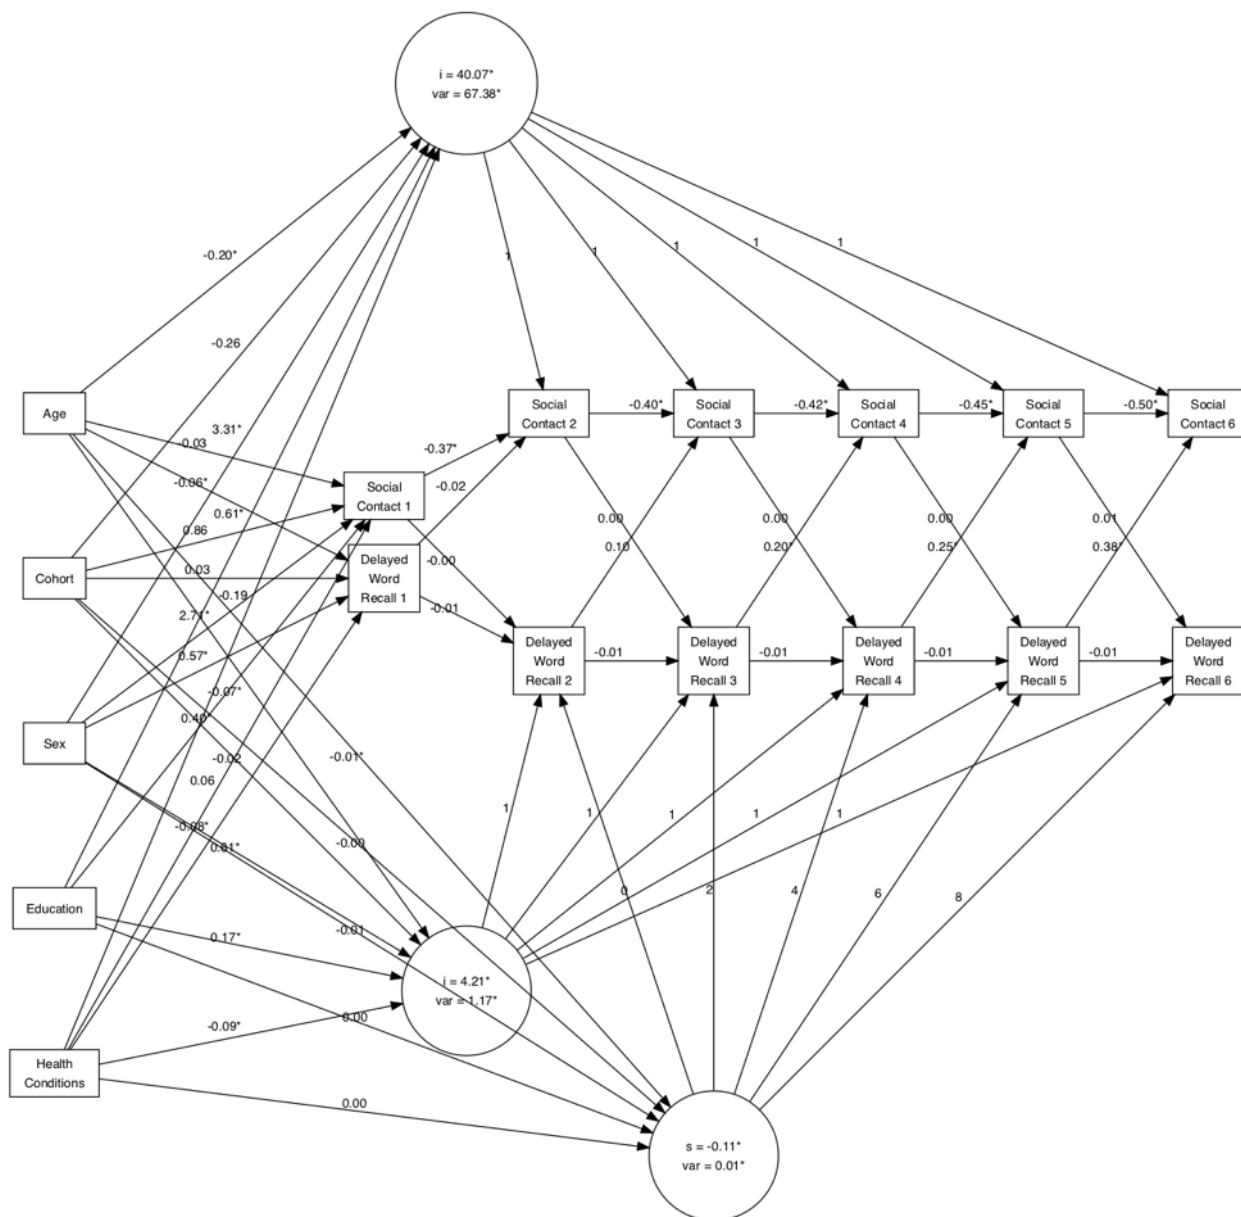 i = 40.07*
var = 67.38*
1
1
1
1
1
-0.20*
-0.26
Age
Social
Contact 2
-0.40*
Social
Contact 3
-0.42*
Social
Contact 4
-0.45*
Social
Contact 5
-0.50*
Social
Contact 6
-0.03
3.31*
-0.37*
-0.06*
Social
Contact 1
-0.02
0.86
0.61*
0.00
0.10
0.00
0.20*
0.00
0.25*
0.01
0.38*
Cohort
0.03
Delayed
Word
Recall 1
-0.00
-0.19
-0.01
2.71*
0.57*
Delayed
Word
Recall 2
-0.01
Delayed
Word
Recall 3
-0.01
Delayed
Word
Recall 4
-0.01
Delayed
Word
Recall 5
-0.01
Delayed
Word
Recall 6
-0.07*
0.40*
Sex
-0.02
-0.01*
0.06
1
1
1
1
1
-0.08*
0.61*
-0.00
0
2
4
6
8
Education
0.17*
-0.01
i = 4.21*
var = 1.17*
-0.09*
0.00
Health
Conditions
0.00
s = -0.11*
var = 0.01*